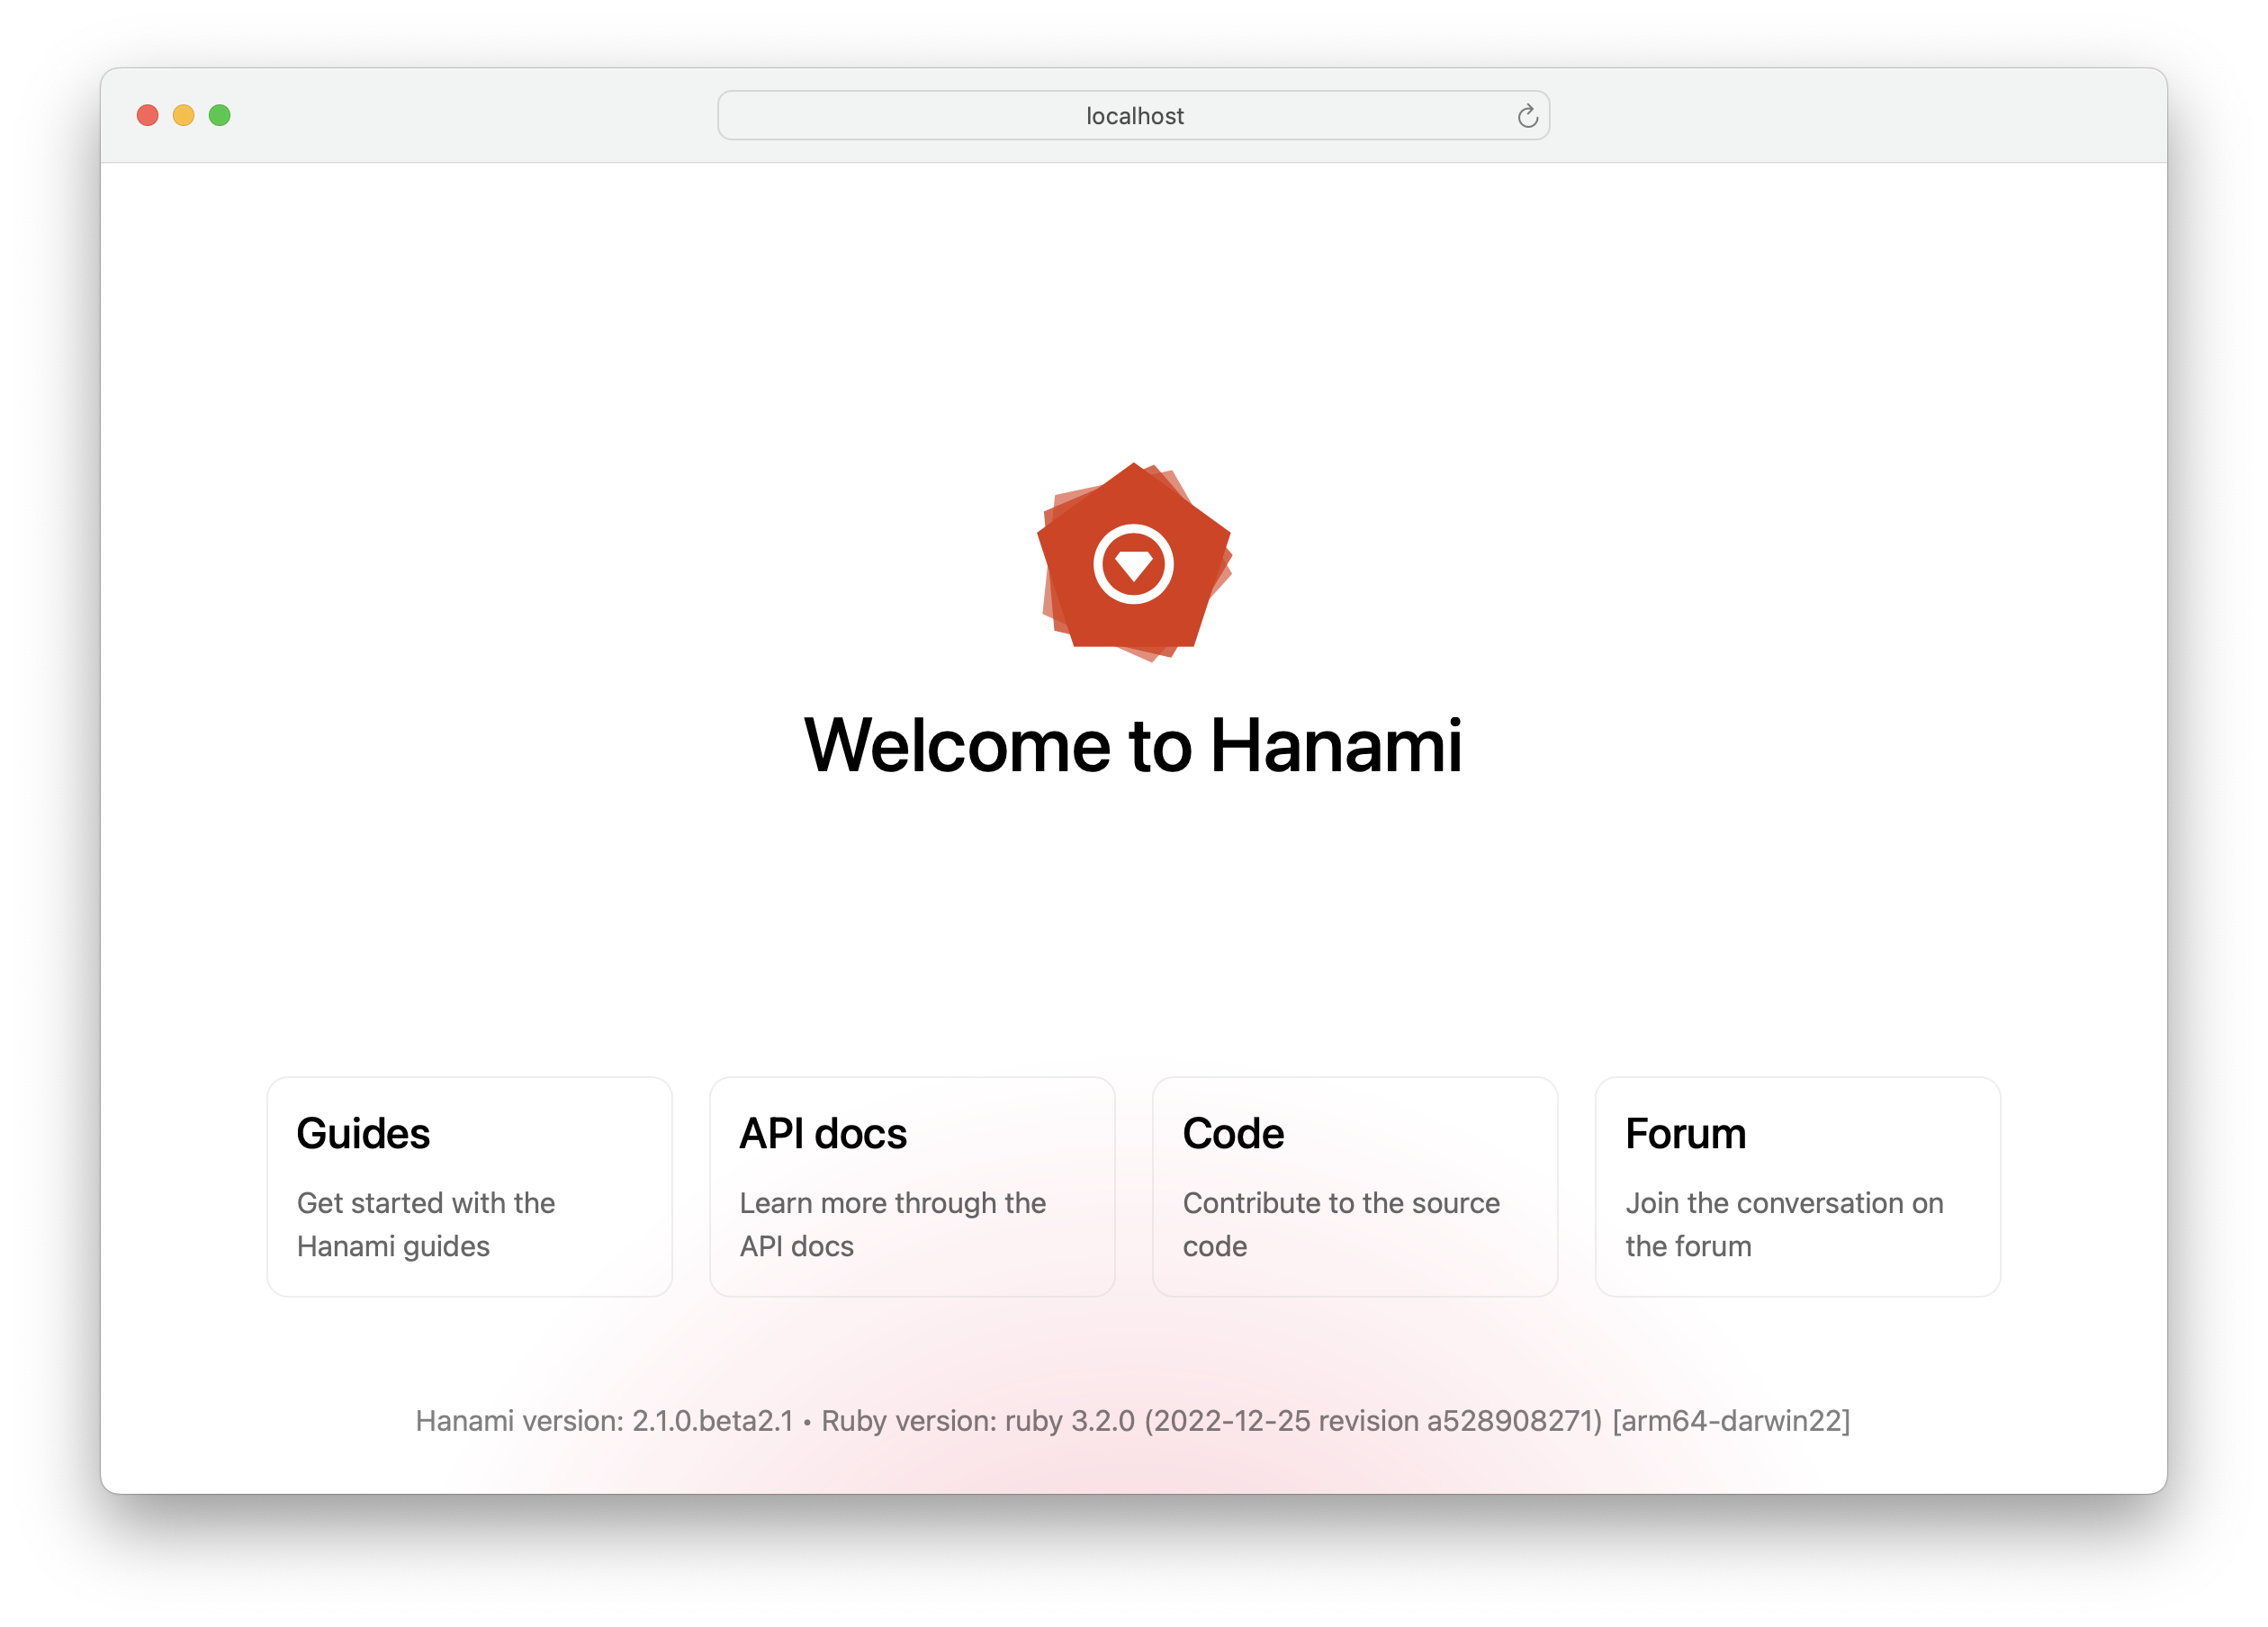 localhost
Welcome to Hanami
Guides
Get started with the
Hanami guides
API docs
Learn more through the
API docs
Code
Contribute to the source
code
Forum
Join the conversation on
the forum
Hanami version: 2.1.0.beta2.1 • Ruby version: ruby 3.2.0 (2022-12-25 revision a528908271) [arm64-darwin22]